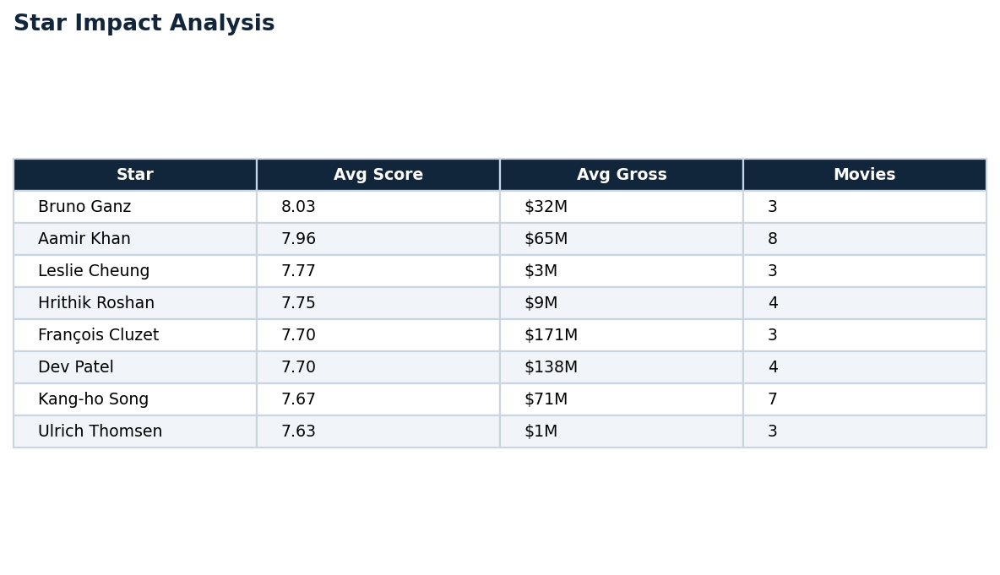 Star Impact Analysis
Star Avg Score Avg Gross Movies
Bruno Ganz 8.03 $32M 3
Aamir Khan 7.96 $65M 8
Leslie Cheung 7.77 $3M 3
Hrithik Roshan 7.75 $9M 4
François Cluzet 7.70 $171M 3
Dev Patel 7.70 $138M 4
Kang-ho Song 7.67 $71M 7
Ulrich Thomsen 7.63 $1M 3